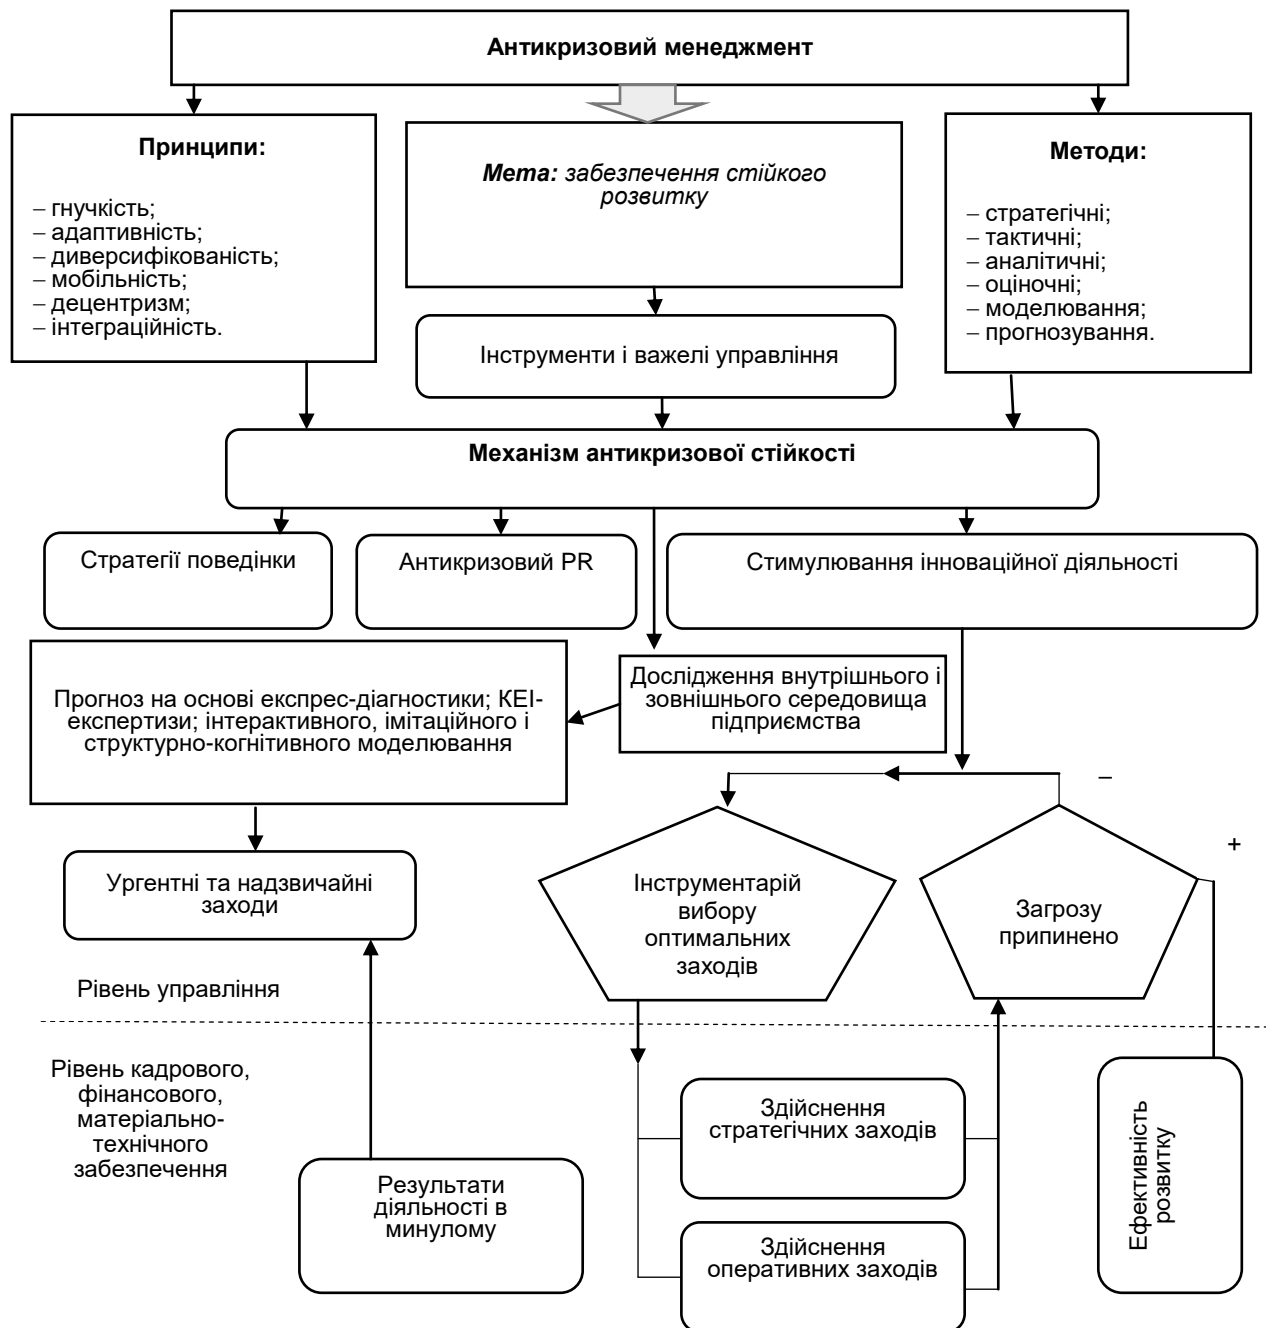 Антикризовий менеджмент
Принципи:
– гнучкість;
– адаптивність;
– диверсифікованість;
– мобільність;
– децентризм;
– інтеграційність.
Мета: забезпечення стійкого
розвитку
Методи:
– стратегічні;
– тактичні;
– аналітичні;
– оціночні;
– моделювання;
– прогнозування.
Інструменти і важелі управління
Механізм антикризової стійкості
Стратегії поведінки
Антикризовий PR
Стимулювання інноваційної діяльності
Прогноз на основі експрес-діагностики; КЕІ-
експертизи; інтерактивного, імітаційного і
структурно-когнітивного моделювання
Дослідження внутрішнього і
зовнішнього середовища
підприємства
–
+
Ургентні та надзвичайні
заходи
Інструментарій
вибору
оптимальних
заходів
Загрозу
припинено
Рівень управління
Рівень кадрового,
фінансового,
матеріально-
технічного
забезпечення
Результати
діяльності в
минулому
Здійснення
стратегічних заходів
Здійснення
оперативних заходів
Ефективність
розвитку